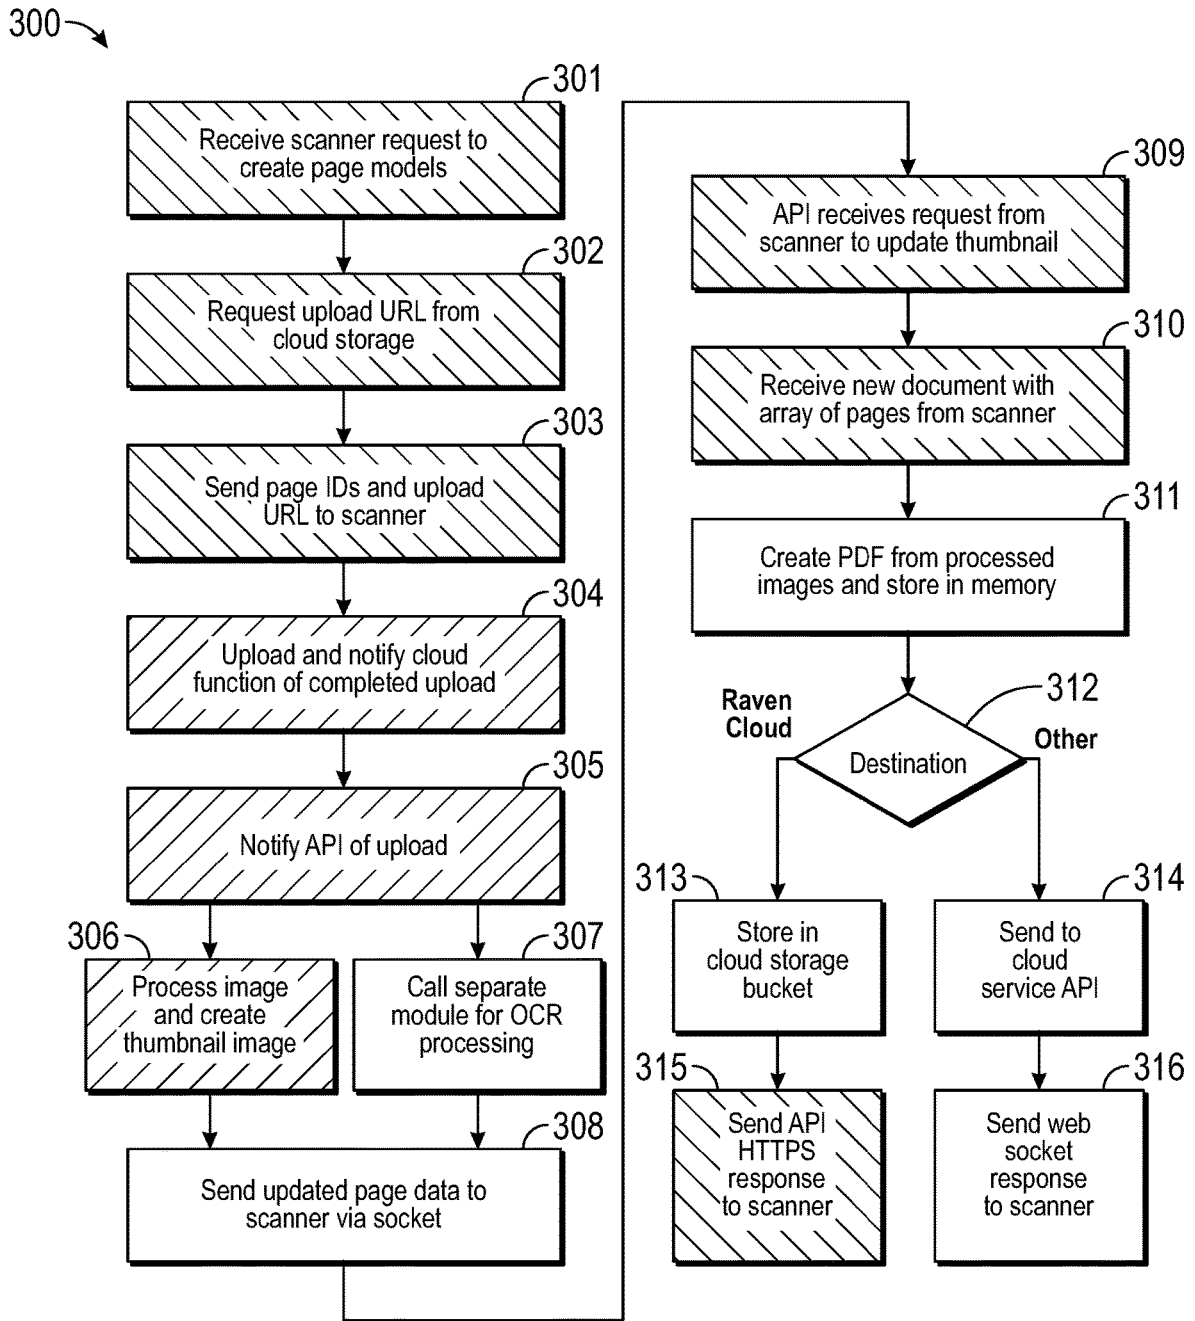 300
301
Receive scanner request to
create page models
302
Request upload URL from
cloud storage
303
Send page IDs and upload
URL to scanner
304
Upload and notify cloud
function of completed upload
305
Notify API of upload
306
Process image
and create
thumbnail image
307
Call separate
module for OCR
processing
308
Send updated page data to
scanner via socket
309
API receives request from
scanner to update thumbnail
310
Receive new document with
array of pages from scanner
311
Create PDF from processed
images and store in memory
312
Raven
Cloud
Destination
Other
313
Store in
cloud storage
bucket
314
Send to
cloud
service API
315
Send API
HTTPS
response
to scanner
316
Send web
socket
response
to scanner